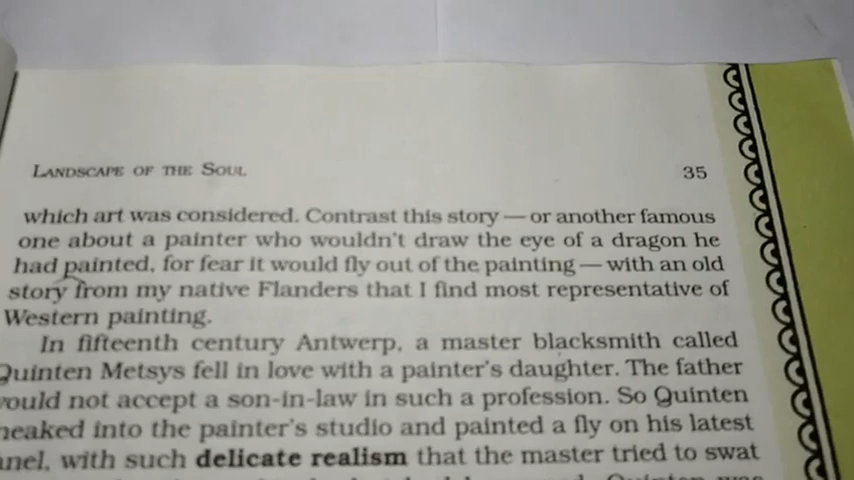 LANDSCAPE OF THE SOUL 35
which art was considered. Contrast this story — or another famous
one about a painter who wouldn't draw the eye of a dragon he
had painted, for fear it would fly out of the painting — with an old
story from my native Flanders that I find most representative of
Western painting.
In fifteenth century Antwerp, a master blacksmith called
Quinten Metsys fell in love with a painter's daughter. The father
would not accept a son-in-law in such a profession. So Quinten
sneaked into the painter's studio and painted a fly on his latest
panel, with such delicate realism that the master tried to swat